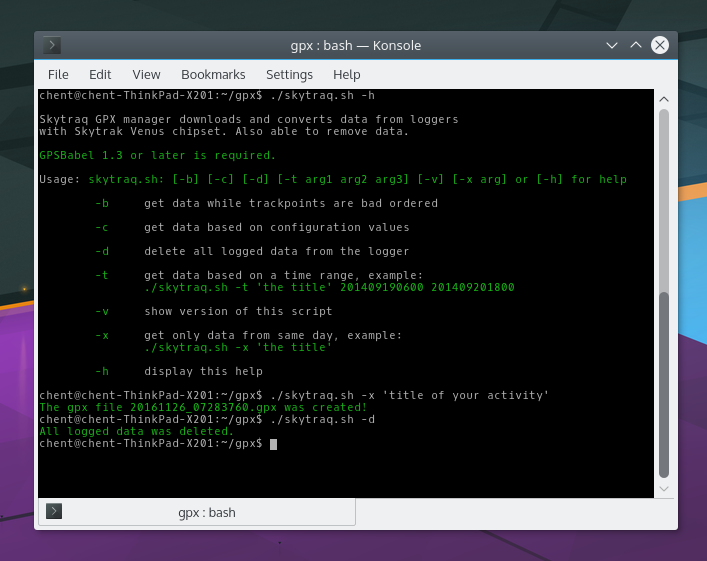 gpx : bash — Konsole
File Edit View Bookmarks Settings Help
chent@chent-ThinkPad-X201:~/gpx$ ./skytraq.sh -h
Skytraq GPX manager downloads and converts data from loggers
with Skytrak Venus chipset. Also able to remove data.
GPSBabel 1.3 or later is required.
Usage: skytraq.sh: [-b] [-c] [-d] [-t arg1 arg2 arg3] [-v] [-x arg] or [-h] for help
-b get data while trackpoints are bad ordered
-c get data based on configuration values
-d delete all logged data from the logger
-t get data based on a time range, example:
./skytraq.sh -t 'the title' 201409190600 201409201800
-v show version of this script
-x get only data from same day, example:
./skytraq.sh -x 'the title'
-h display this help
chent@chent-ThinkPad-X201:~/gpx$ ./skytraq.sh -x 'title of your activity'
The gpx file 20161126_07283760.gpx was created!
chent@chent-ThinkPad-X201:~/gpx$ ./skytraq.sh -d
All logged data was deleted.
chent@chent-ThinkPad-X201:~/gpx$
gpx : bash